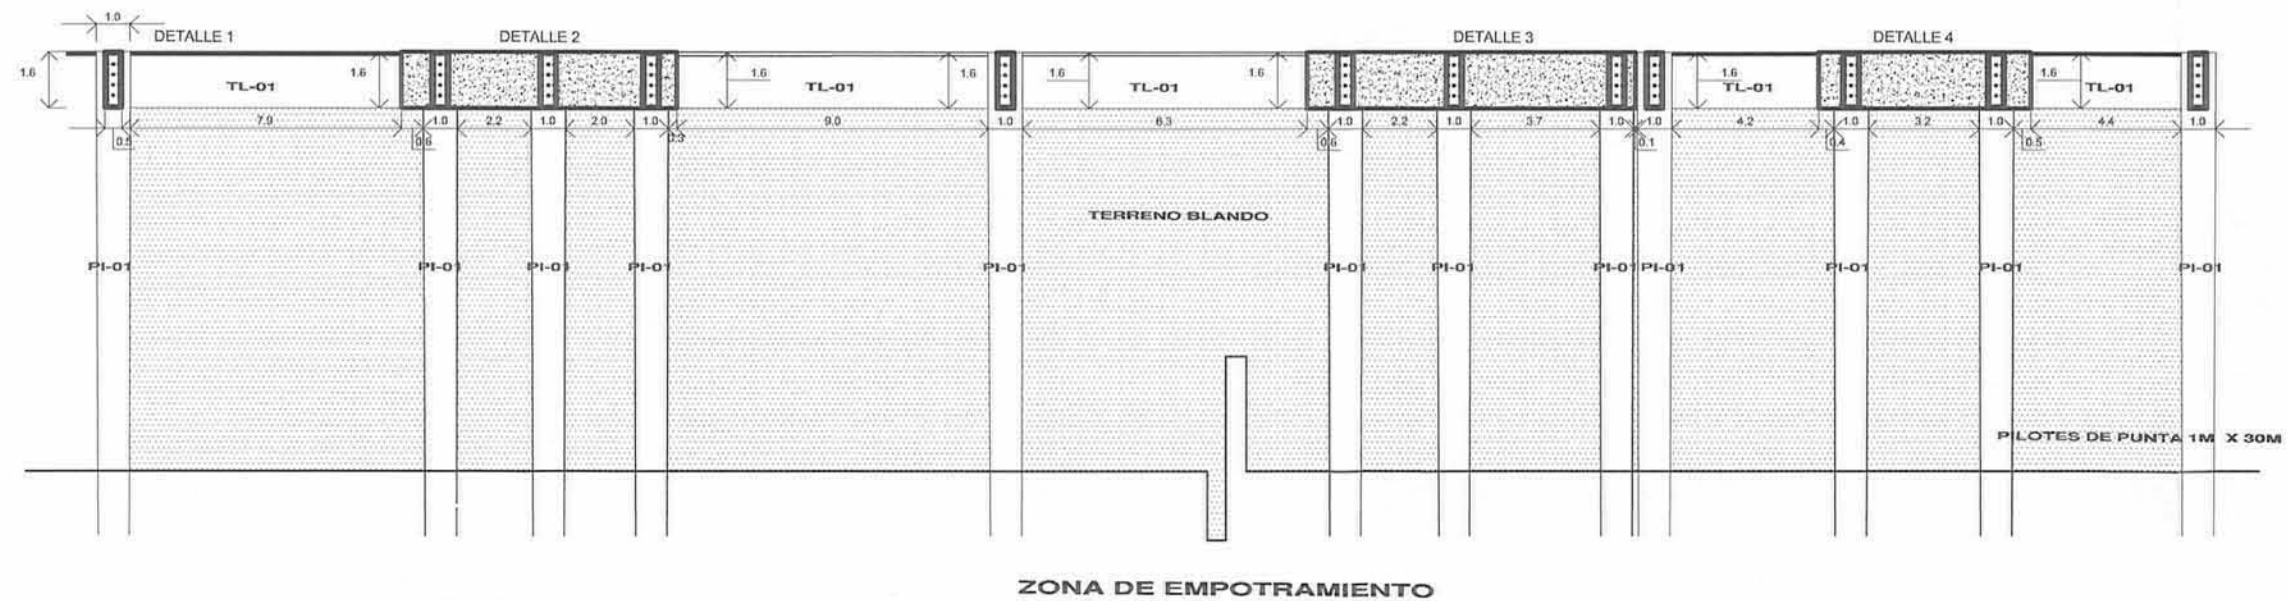 1.0
DETALLE 1
DETALLE 2
DETALLE 3
DETALLE 4
1.6
1.6
1.6
1.6
1.6
1.6
1.6
1.6
TL-01
TL-01
TL-01
TL-01
TL-01
7.9
1.0
2.2
1.0
2.0
1.0
9.0
1.0
6.3
1.0
2.2
1.0
3.7
1.0
1.0
4.2
1.0
3.2
1.0
4.4
1.0
0.5
0.6
0.3
0.6
0.1
0.4
0.5
TERRENO BLANDO
PI-01
PI-01
PI-01
PI-01
PI-01
PI-01
PI-01
PI-01
PI-01
PI-01
PI-01
PI-01
PILOTES DE PUNTA 1M X 30M
ZONA DE EMPOTRAMIENTO